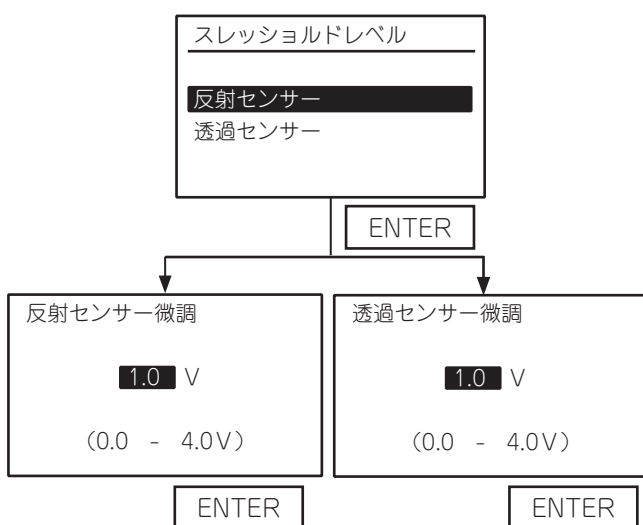 スレッショルドレベル
反射センサー
透過センサー
ENTER
反射センサー微調
1.0 V
（0.0 - 4.0V）
ENTER
透過センサー微調
1.0 V
（0.0 - 4.0V）
ENTER